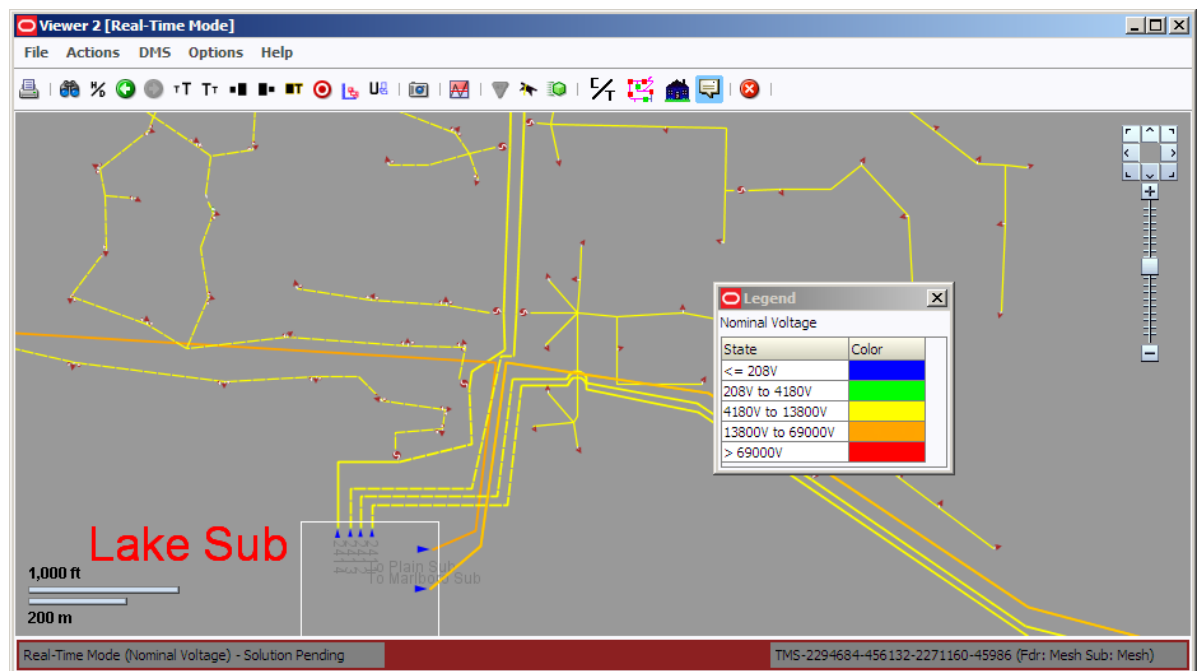 Viewer 2 [Real-Time Mode]
File Actions DMS Options Help
Legend
Nominal Voltage
State Color
<= 208V
208V to 4180V
4180V to 13800V
13800V to 69000V
> 69000V
Lake Sub
To Plain Sub
To Marlboro Sub
1,000 ft
200 m
Real-Time Mode (Nominal Voltage) - Solution Pending
TMS-2294684-456132-2271160-45986 (Fdr: Mesh Sub: Mesh)